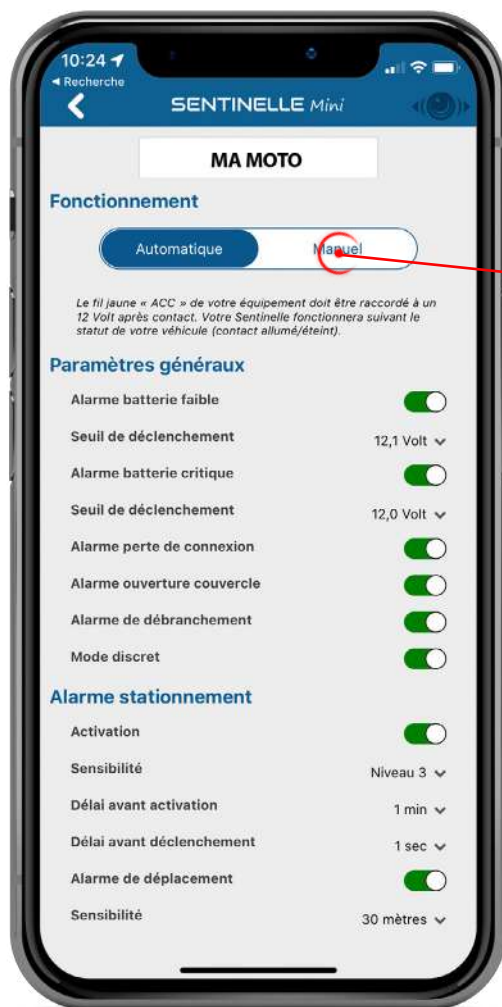 10:24
◄ Recherche
SENTINELLE Mini
MA MOTO
Fonctionnement
Automatique Manuel
Le fil jaune « ACC » de votre équipement doit être raccordé à un
12 Volt après contact. Votre Sentinelle fonctionnera suivant le
statut de votre véhicule (contact allumé/éteint).
Paramètres généraux
Alarme batterie faible
Seuil de déclenchement 12,1 Volt
Alarme batterie critique
Seuil de déclenchement 12,0 Volt
Alarme perte de connexion
Alarme ouverture couvercle
Alarme de débranchement
Mode discret
Alarme stationnement
Activation
Sensibilité Niveau 3
Délai avant activation 1 min
Délai avant déclenchement 1 sec
Alarme de déplacement
Sensibilité 30 mètres